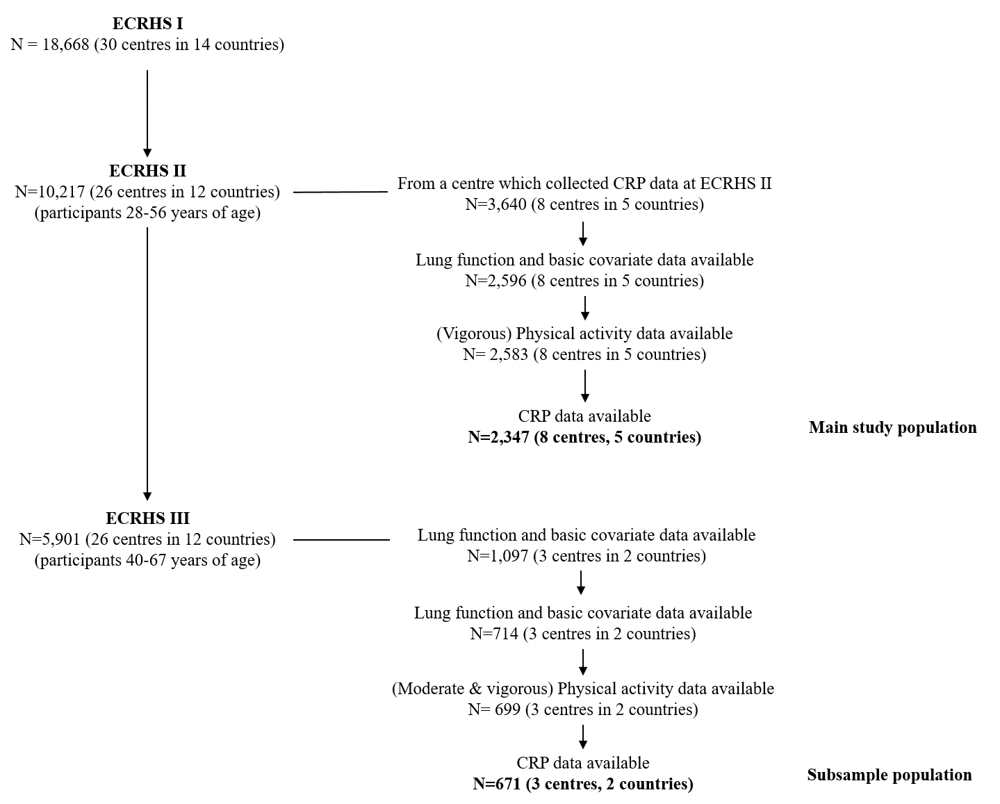 ECRHS I
N = 18,668 (30 centres in 14 countries)
ECRHS II
N=10,217 (26 centres in 12 countries)
(participants 28-56 years of age)
From a centre which collected CRP data at ECRHS II
N=3,640 (8 centres in 5 countries)
Lung function and basic covariate data available
N=2,596 (8 centres in 5 countries)
(Vigorous) Physical activity data available
N= 2,583 (8 centres in 5 countries)
CRP data available
N=2,347 (8 centres, 5 countries)
Main study population
ECRHS III
N=5,901 (26 centres in 12 countries)
(participants 40-67 years of age)
Lung function and basic covariate data available
N=1,097 (3 centres in 2 countries)
Lung function and basic covariate data available
N=714 (3 centres in 2 countries)
(Moderate & vigorous) Physical activity data available
N= 699 (3 centres in 2 countries)
CRP data available
N=671 (3 centres, 2 countries)
Subsample population